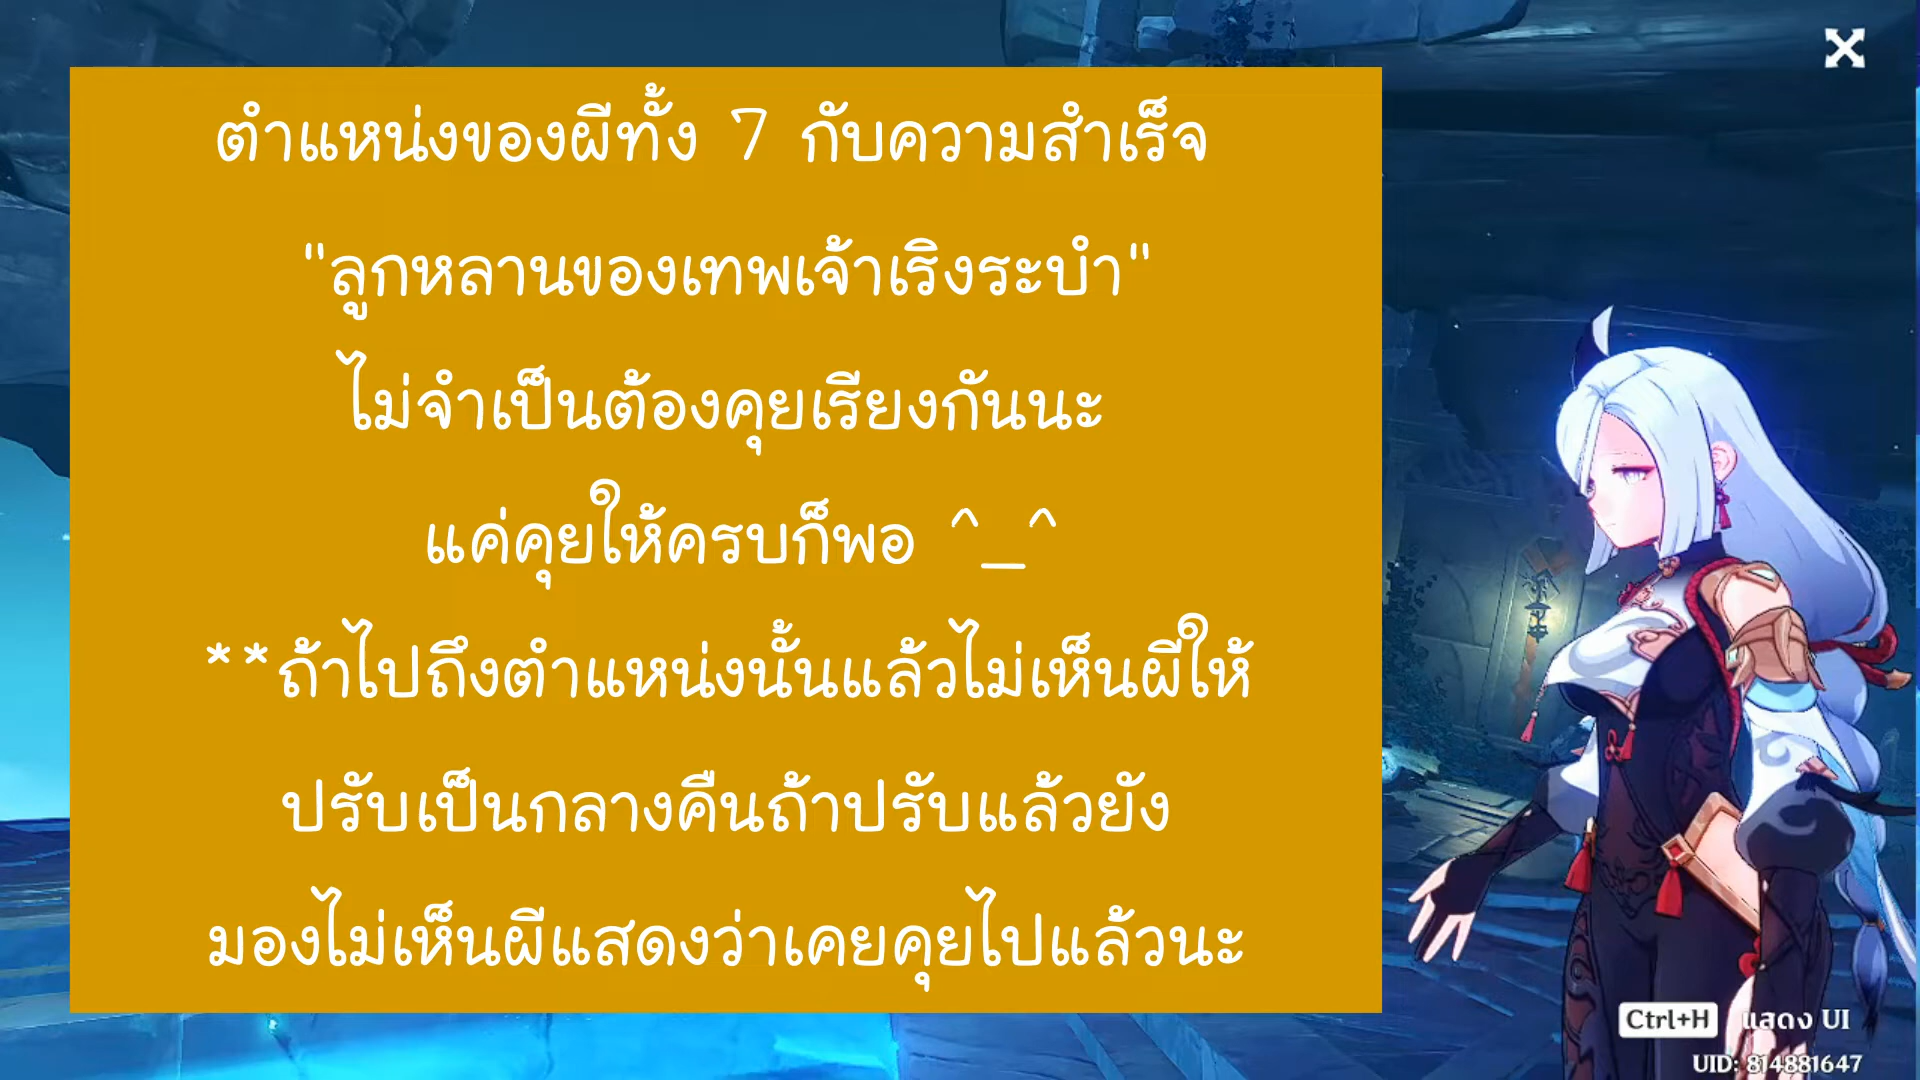 ตำแหน่งของผีทั้ง 7 กับความสำเร็จ
"ลูกหลานของเทพเจ้าเริงระบำ"
ไม่จำเป็นต้องคุยเรียงกันนะ
แค่คุยให้ครบก็พอ ^_^
**ถ้าไปถึงตำแหน่งนั้นแล้วไม่เห็นผีให้
ปรับเป็นกลางคืนถ้าปรับแล้วยัง
มองไม่เห็นผีแสดงว่าเคยคุยไปแล้วนะ
Ctrl+H แสดง UI
UID: 814881647